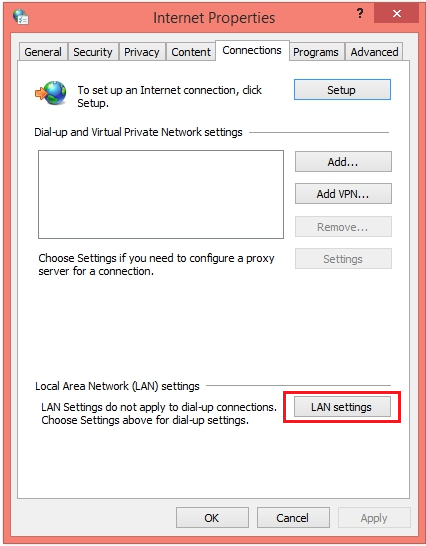 Internet Properties
?
General Security Privacy Content Connections Programs Advanced
To set up an Internet connection, click
Setup.
Setup
Dial-up and Virtual Private Network settings
Add...
Add VPN...
Remove...
Choose Settings if you need to configure a proxy
server for a connection.
Settings
Local Area Network (LAN) settings
LAN Settings do not apply to dial-up connections.
Choose Settings above for dial-up settings.
LAN settings
OK Cancel Apply